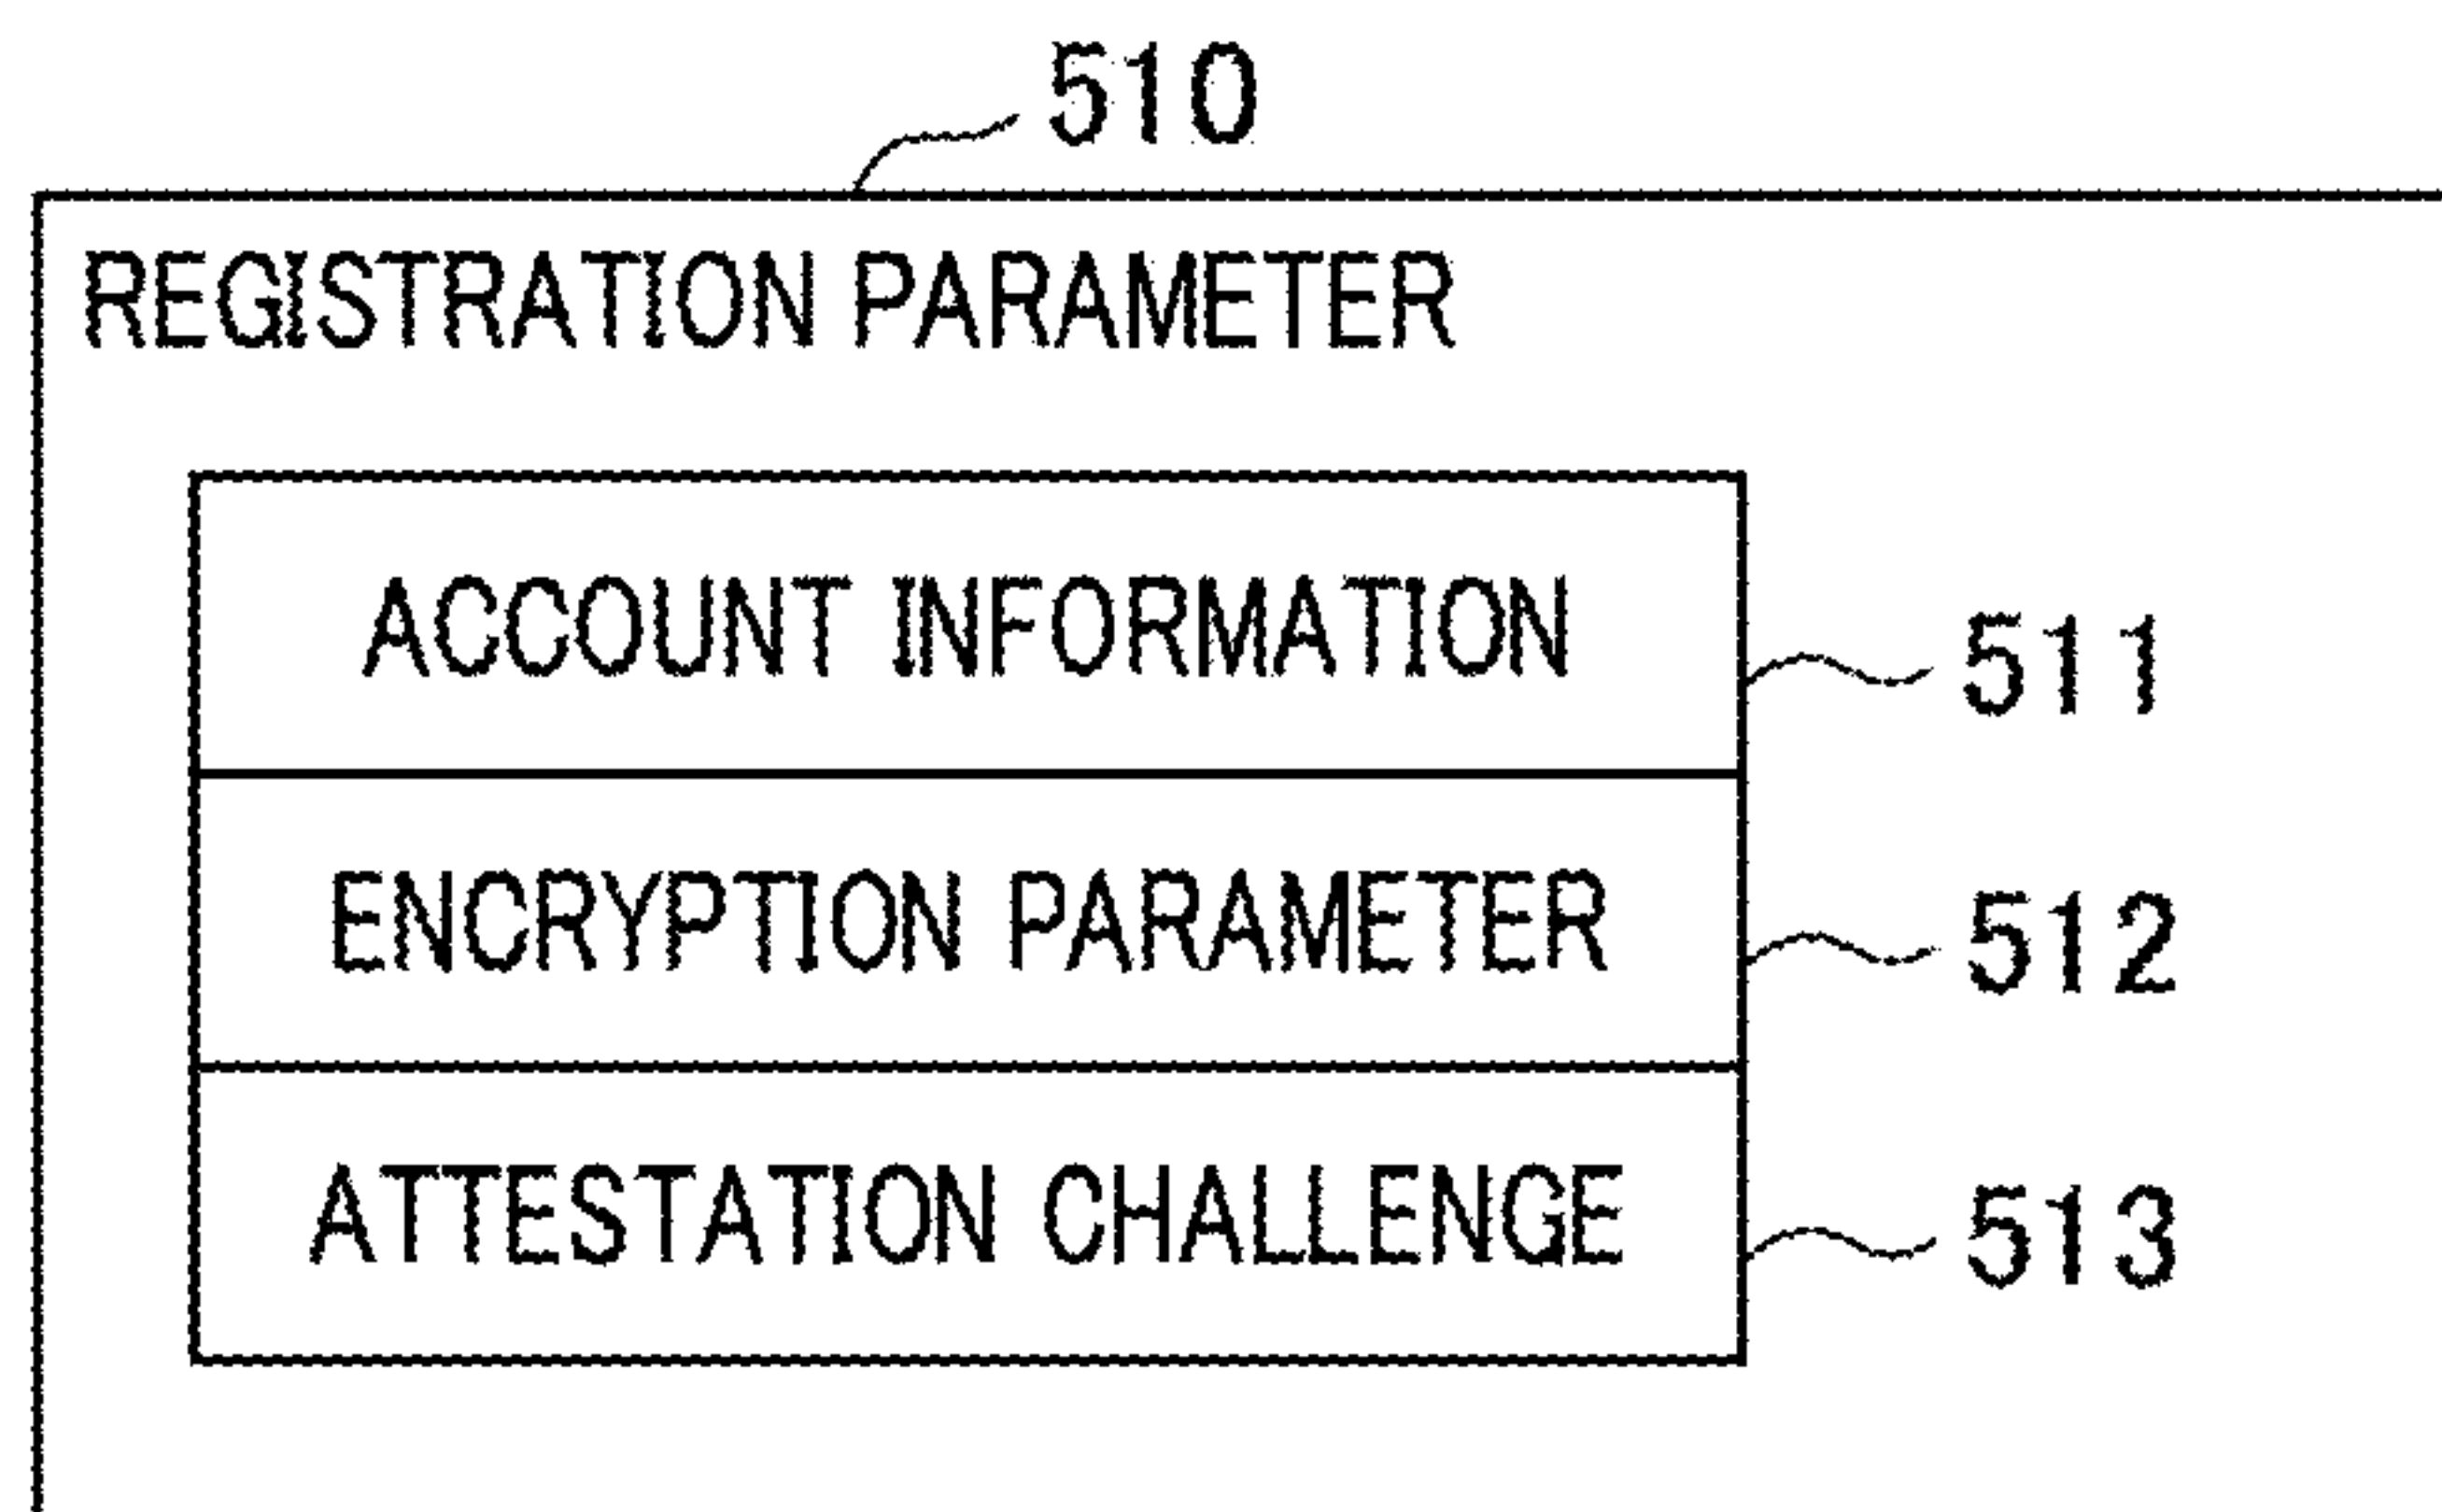 510
REGISTRATION PARAMETER
ACCOUNT INFORMATION
511
ENCRYPTION PARAMETER
512
ATTESTATION CHALLENGE
513